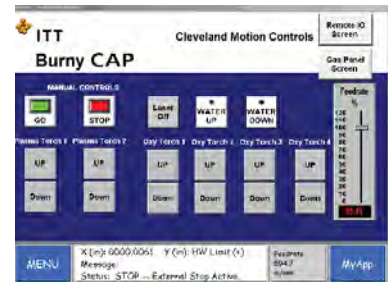 ITT
Burny CAP
Cleveland Motion Controls
Remote IO
Screen
Gas Panel
Screen
MANUAL CONTROLS
GO
STOP
Laser
Off
WATER
UP
WATER
DOWN
Feedrate
%
Plasma Torch 1
Plasma Torch 2
Oxy Torch 1
Oxy Torch 2
Oxy Torch 3
Oxy Torch 4
UP
UP
UP
UP
UP
UP
Down
Down
Down
Down
Down
Down
MENU
X (in): 0000.0061 Y (in): HW Limit (+)
Message:
Status: STOP -- External Stop Active.
Feedrate
MyApp